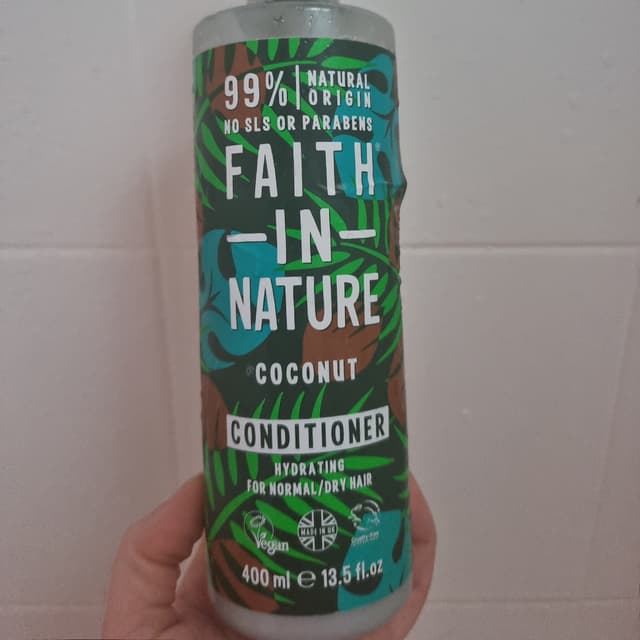 99% | NATURAL ORIGIN
NO SLS OR PARABENS
FAITH
—IN—
NATURE
COCONUT
CONDITIONER
HYDRATING
FOR NORMAL/DRY HAIR
Vegan
MADE IN UK
400 ml e 13.5 fl.oz